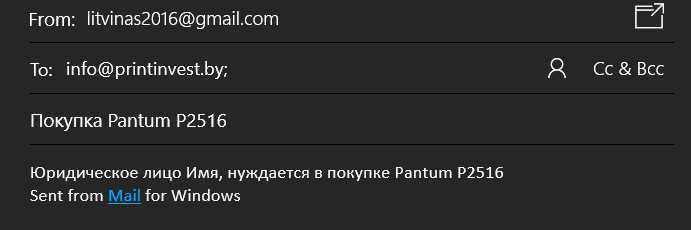 From: litvinas2016@gmail.com
To: info@printinvest.by; Cc & Bcc
Покупка Pantum P2516
Юридическое лицо Имя, нуждается в покупке Pantum P2516
Sent from Mail for Windows